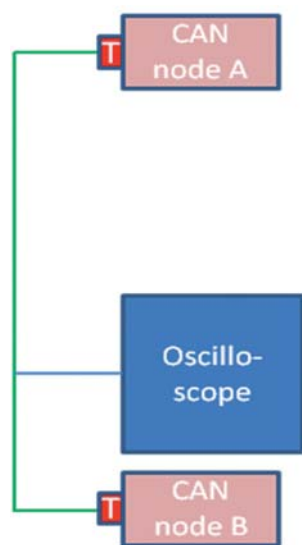 T
CAN
node A
Oscillo-
scope
T
CAN
node B